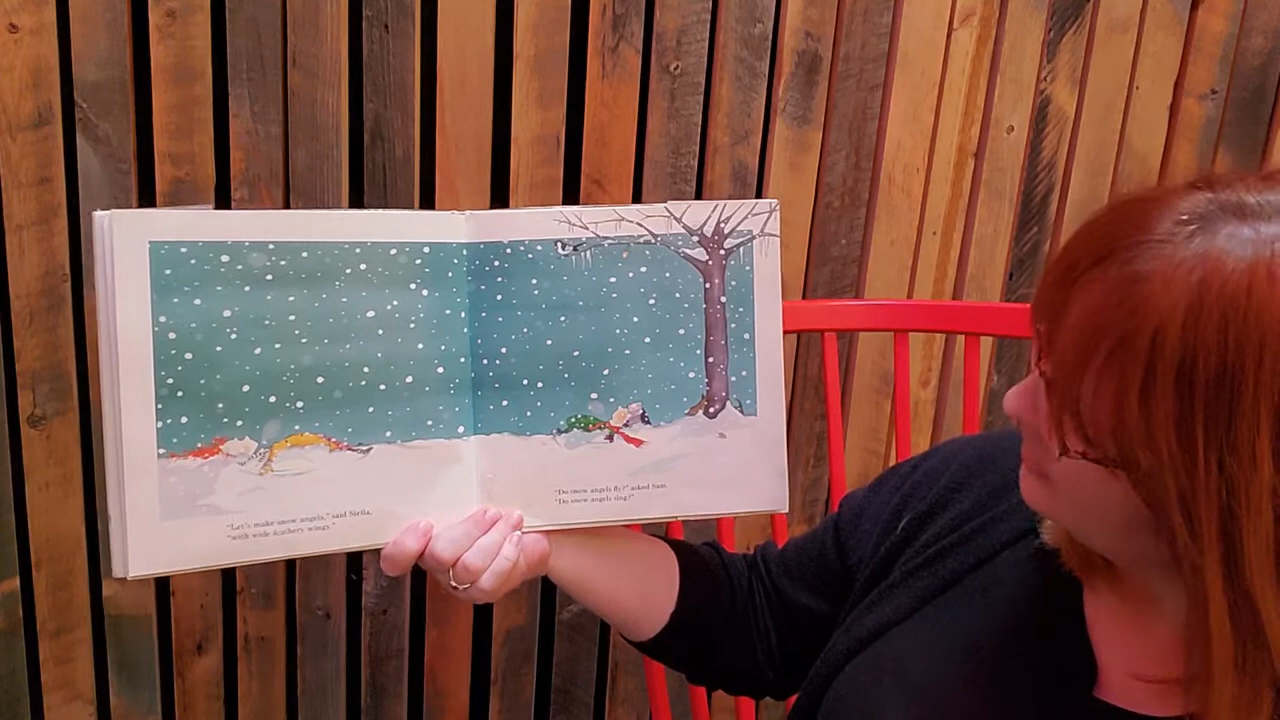 "Let's make snow angels," said Stella,
"with wide feathery wings."
"Do snow angels fly?" asked Sam.
"Do snow angels sing?"